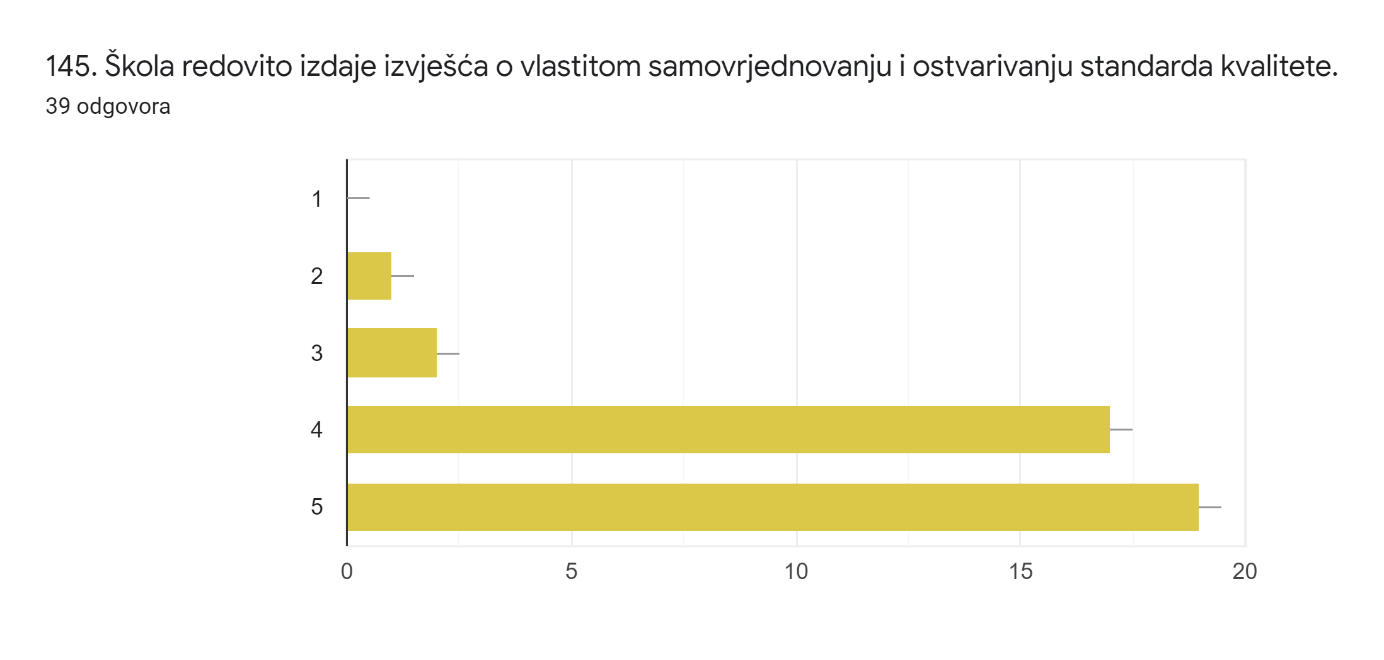 145. Škola redovito izdaje izvješća o vlastitom samovrjednovanju i ostvarivanju standarda kvalitete.
39 odgovora
1
2
3
4
5
0 5 10 15 20